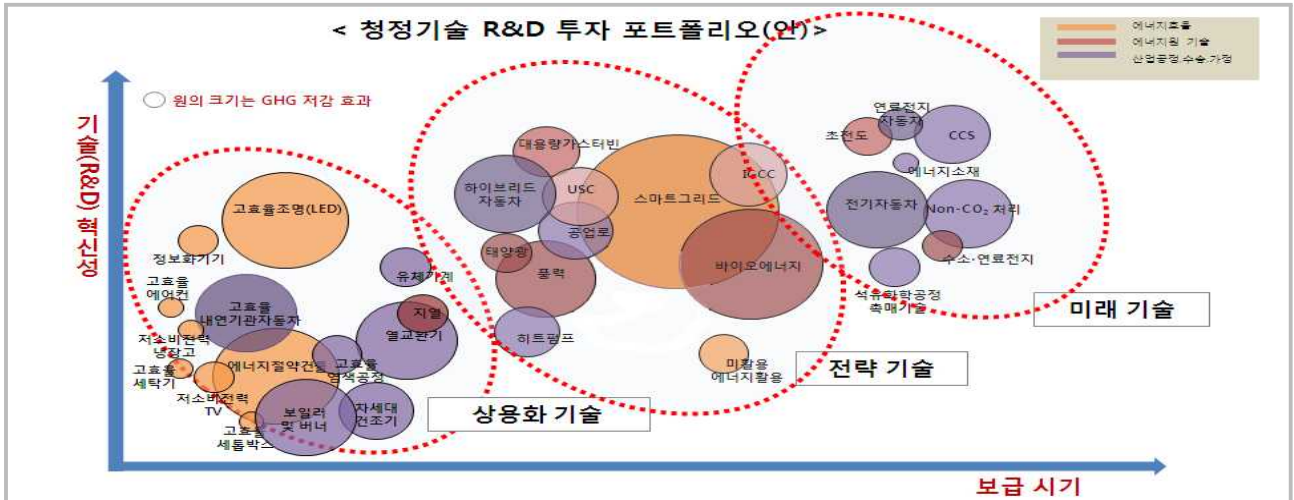 < 청정기술 R&D 투자 포트폴리오(안)>
에너지효율
에너지원 기술
산업공정,수송,가정
원의 크기는 GHG 저감 효과
기술(R&D) 혁신성
연료전지
자동차
초전도
CCS
에너지소재
대용량가스터빈
하이브리드
자동차
USC
IGCC
스마트그리드
전기자동차
Non-CO₂ 처리
고효율조명(LED)
공업로
정보화기기
태양광
수소·연료전지
유체기계
풍력
바이오에너지
고효율
에어컨
석유화학공정
촉매기술
미래 기술
고효율
내연기관자동차
지열
열교환기
저소비전력
냉장고
히트펌프
에너지절약건물
고효율
염색공정
고효율
세탁기
미활용
에너지활용
전략 기술
저소비전력
TV
보일러
및 버너
차세대
건조기
상용화 기술
고효율
셋톱박스
보급 시기